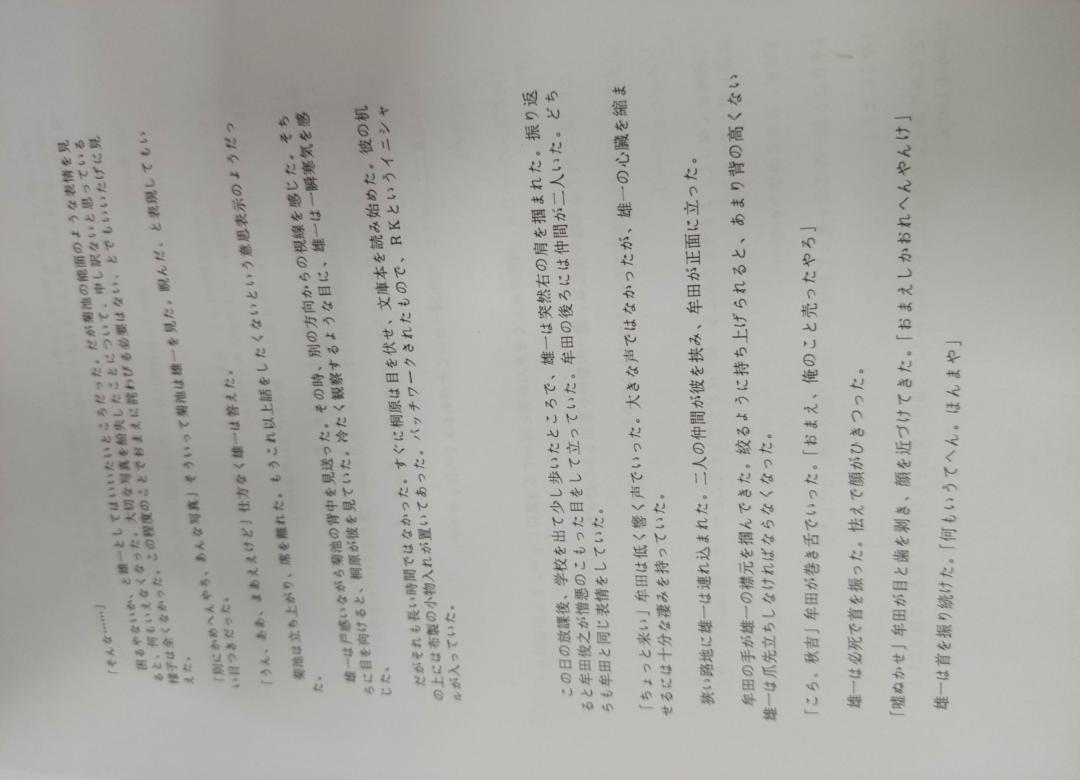 「そんな……」
困るやないか、と雄一としてはいいたいところだった。だが菊池の能面のような表情を見
ると、何もいえなくなった。大切な写真を紛失したことについて、申し訳ないと思っている
様子は全くなかった。この程度のことでおまえに詫わびる必要はない、とでもいいたげに見
えた。
「別にかめへんやろ、あんな写真」そういって菊池は雄一を見た。睨んだ、と表現してもい
い目つきだった。
「うん、ああ、まあええけど」仕方なく雄一は答えた。
菊池は立ち上がり、席を離れた。もうこれ以上話をしたくないという意思表示のようだっ
た。
雄一は戸惑いながら菊池の背中を見送った。その時、別の方向からの視線を感じた。そち
らに目を向けると、桐原が彼を見ていた。冷たく観察するような目に、雄一は一瞬寒気を感
じた。
だがそれも長い時間ではなかった。すぐに桐原は目を伏せ、文庫本を読み始めた。彼の机
の上には布製の小物入れが置いてあった。パッチワークされたもので、RKというイニシャ
ルが入っていた。
この日の放課後、学校を出て少し歩いたところで、雄一は突然右の肩を掴まれた。振り返
ると牟田俊之が憎悪のこもった目をして立っていた。牟田の後ろには仲間が二人いた。どち
らも牟田と同じ表情をしていた。
「ちょっと来い」牟田は低く響く声でいった。大きな声ではなかったが、雄一の心臓を縮ま
せるには十分な凄みを持っていた。
狭い路地に雄一は連れ込まれた。二人の仲間が彼を挟み、牟田が正面に立った。
牟田の手が雄一の襟元を掴んできた。絞るように持ち上げられると、あまり背の高くない
雄一は爪先立ちしなければならなくなった。
「こら、秋吉」牟田が巻き舌でいった。「おまえ、俺のこと売ったやろ」
雄一は必死で首を振った。怯えで顔がひきつった。
「嘘ぬかせ」牟田が目と歯を剥き、顔を近づけてきた。「おまえしかおれへんやんけ」
雄一は首を振り続けた。「何もいうてへん。ほんまや」